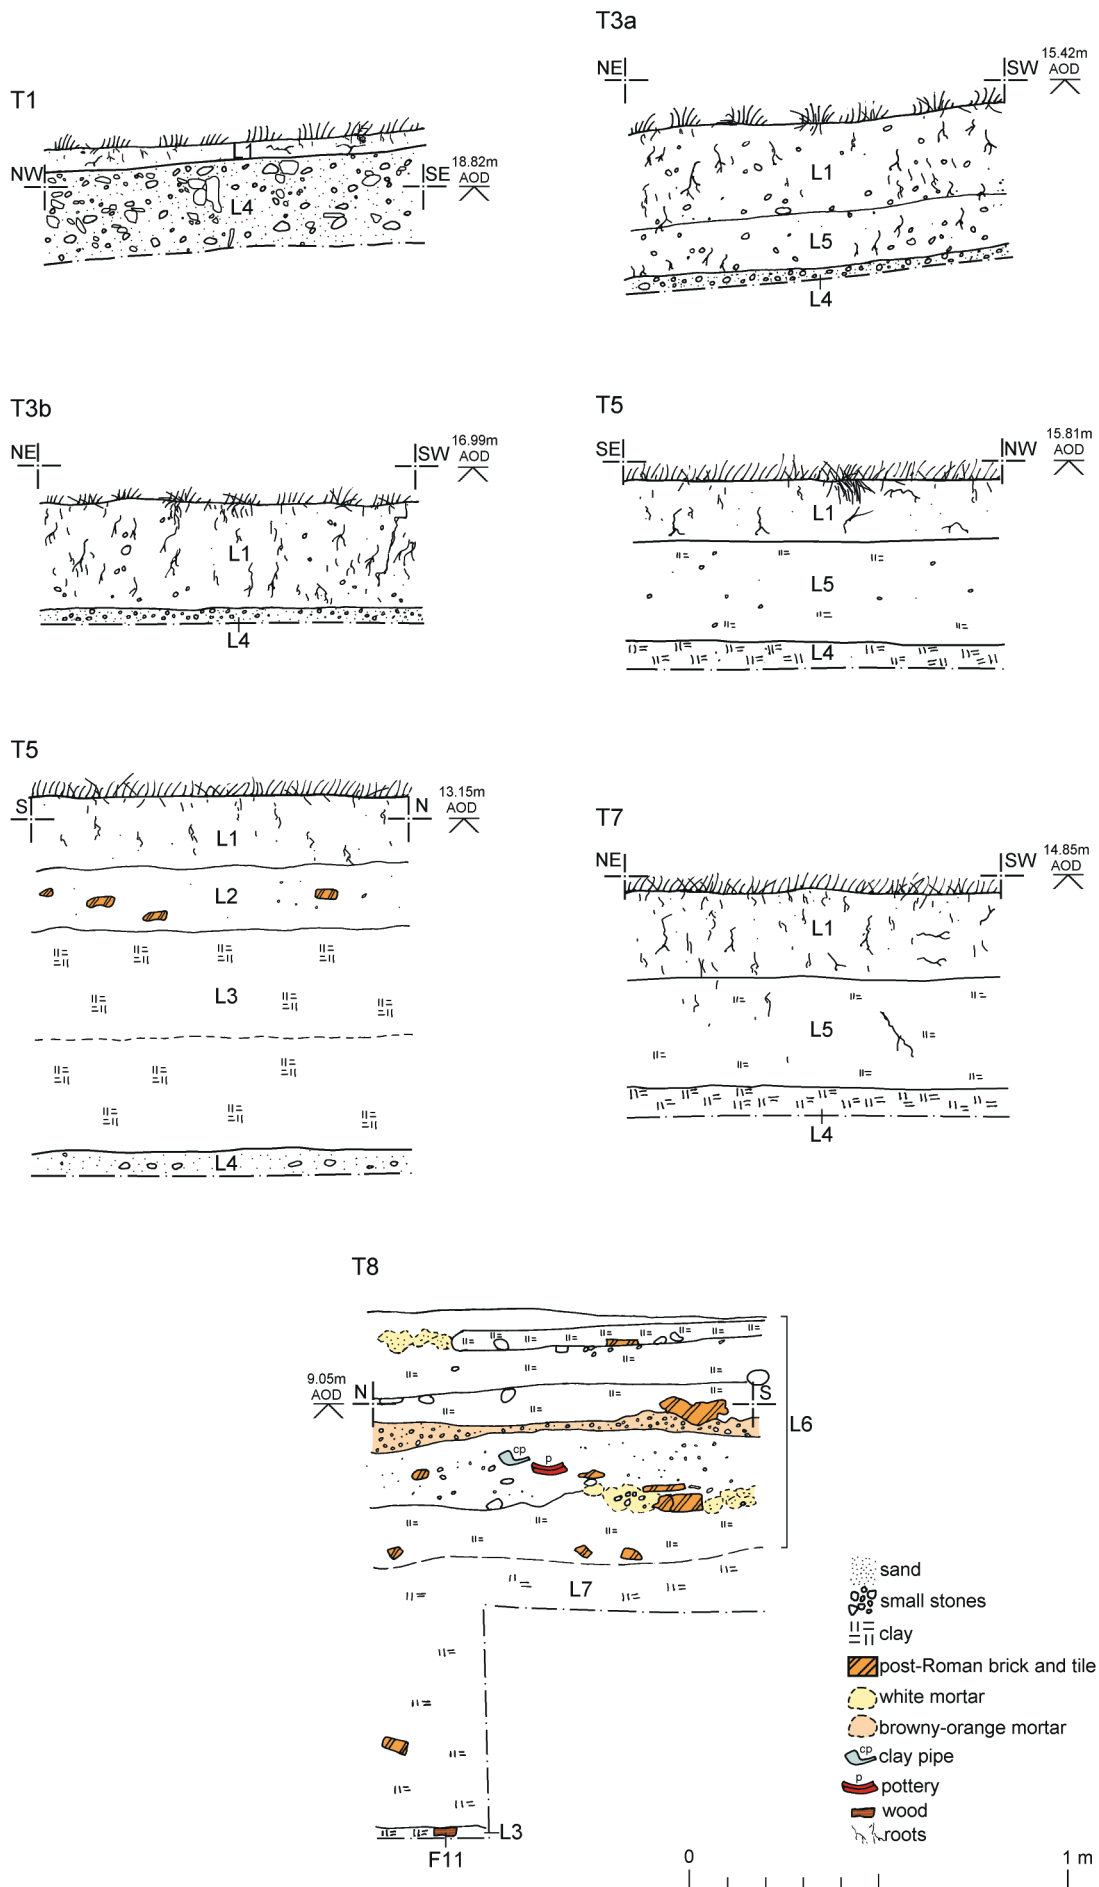 T1
NW
SE
18.82m
AOD
L1
L4
T3a
NE
SW
15.42m
AOD
L1
L5
L4
T3b
NE
SW
16.99m
AOD
L1
L4
T5
SE
NW
15.81m
AOD
L1
L5
L4
T5
S
N
13.15m
AOD
L1
L2
L3
L4
T7
NE
SW
14.85m
AOD
L1
L5
L4
T8
9.05m
AOD
N
S
L6
cp
p
L7
L3
F11
sand
small stones
clay
post-Roman brick and tile
white mortar
browny-orange mortar
cp
clay pipe
p
pottery
wood
roots
0
1 m